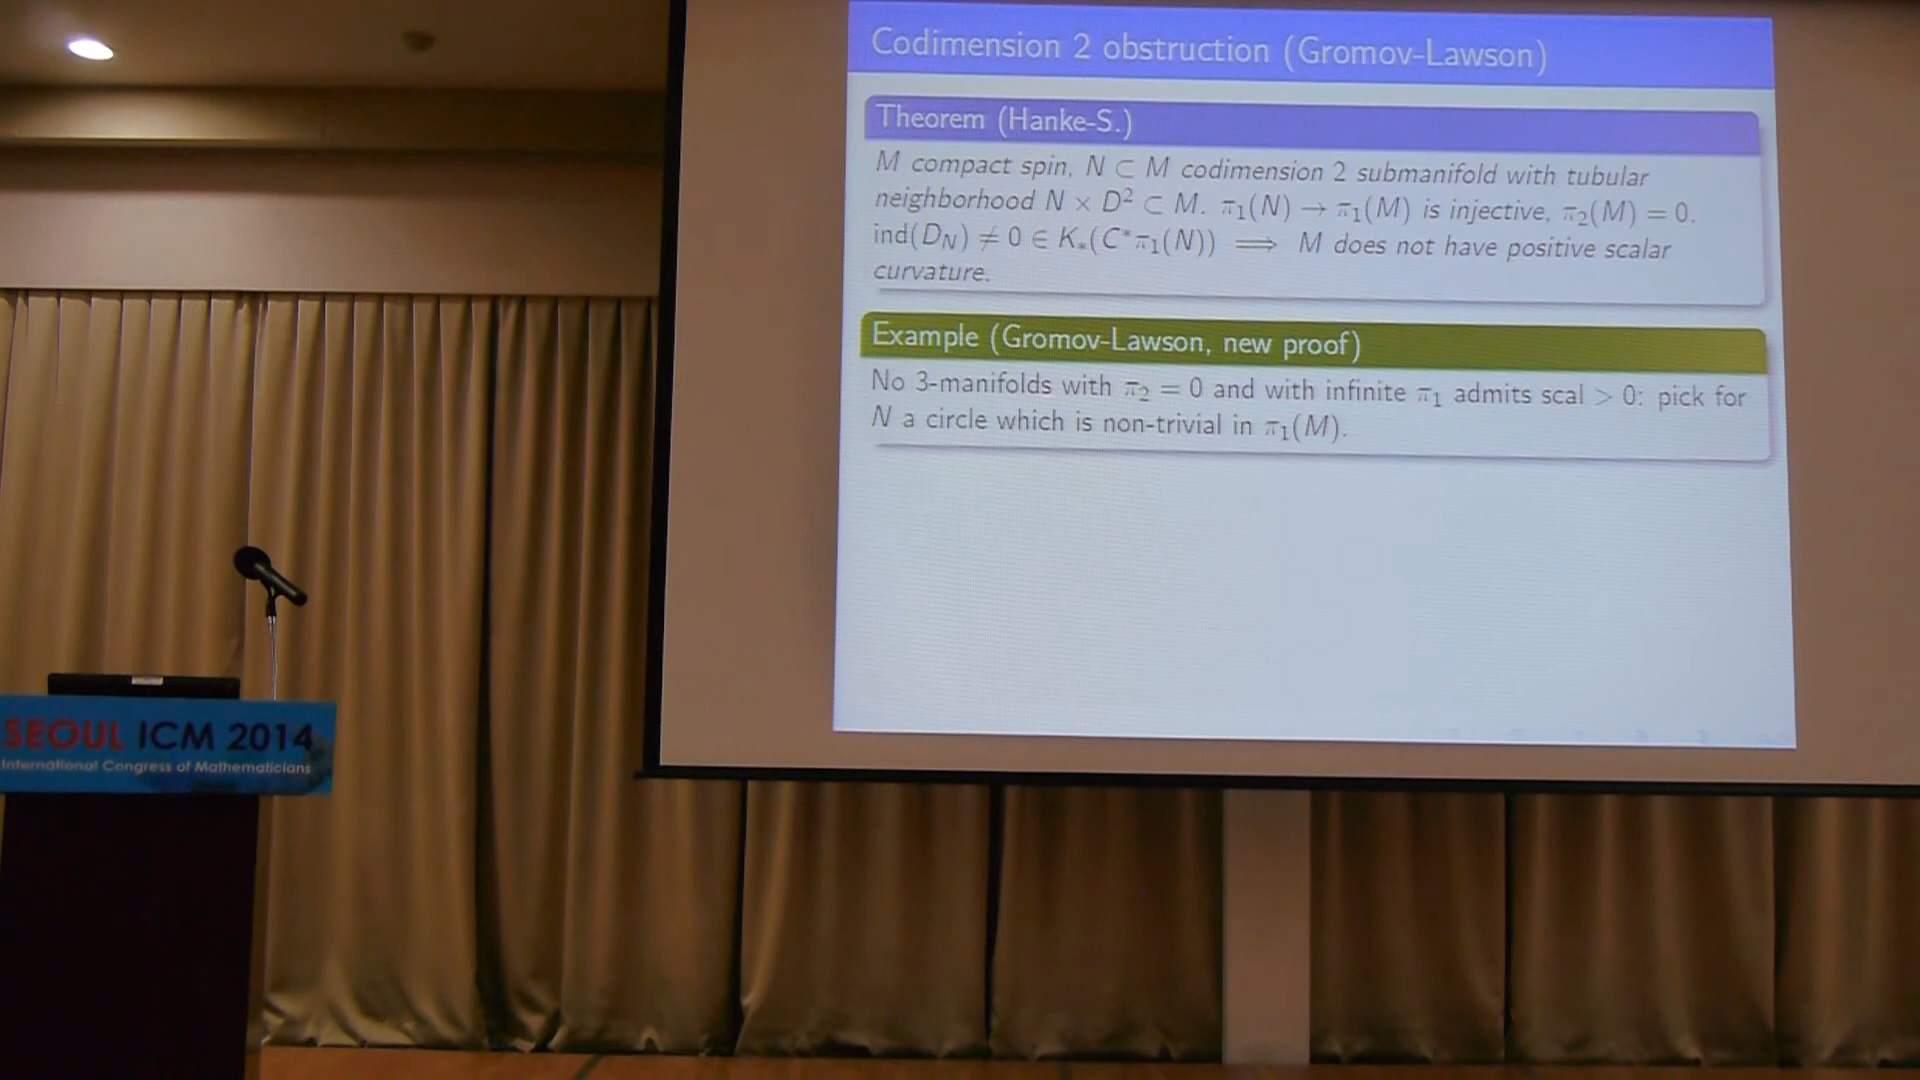 Codimension 2 obstruction (Gromov-Lawson)
Theorem (Hanke-S.)
M compact spin, N ⊂ M codimension 2 submanifold with tubular
neighborhood N × D² ⊂ M. π₁(N) → π₁(M) is injective, π₂(M) = 0.
ind(D_N) ≠ 0 ∈ K_*(C*π₁(N)) ⟹ M does not have positive scalar
curvature.
Example (Gromov-Lawson, new proof)
No 3-manifolds with π₂ = 0 and with infinite π₁ admits scal > 0: pick for
N a circle which is non-trivial in π₁(M).
SEOUL ICM 2014
International Congress of Mathematicians